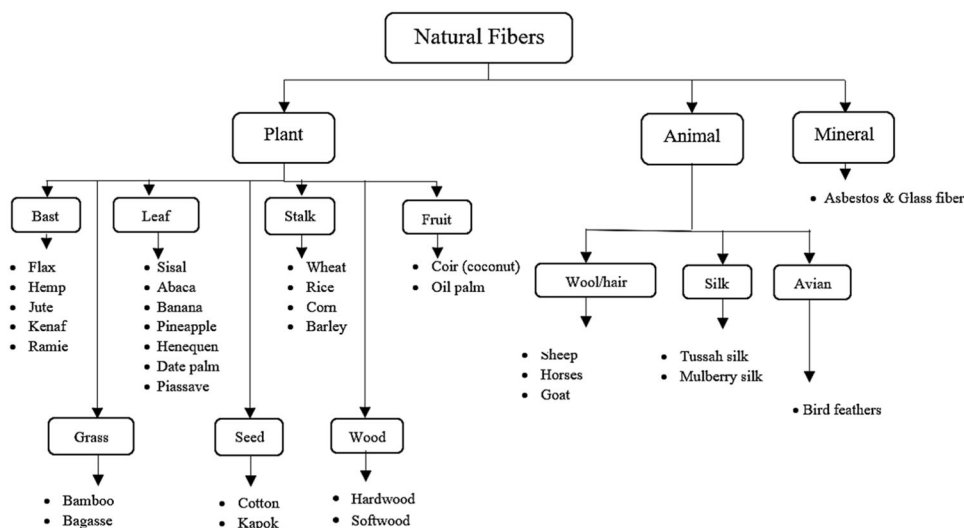 Natural Fibers
Plant
Animal
Mineral
• Asbestos & Glass fiber
Bast
Leaf
Stalk
Fruit
• Flax
• Hemp
• Jute
• Kenaf
• Ramie
• Sisal
• Abaca
• Banana
• Pineapple
• Henequen
• Date palm
• Piassave
• Wheat
• Rice
• Corn
• Barley
• Coir (coconut)
• Oil palm
Wool/hair
Silk
Avian
• Sheep
• Horses
• Goat
• Tussah silk
• Mulberry silk
• Bird feathers
Grass
Seed
Wood
• Bamboo
• Bagasse
• Cotton
• Kapok
• Hardwood
• Softwood